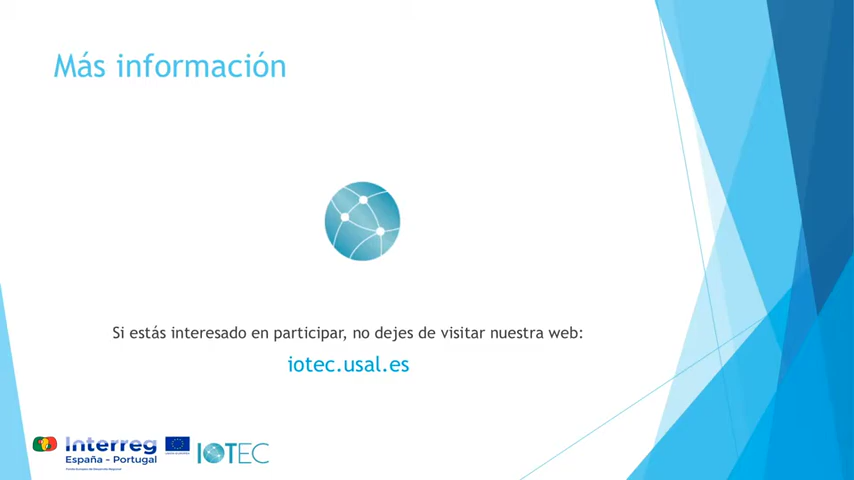 Más información
Si estás interesado en participar, no dejes de visitar nuestra web:
iotec.usal.es
Interreg
España - Portugal
IOTEC